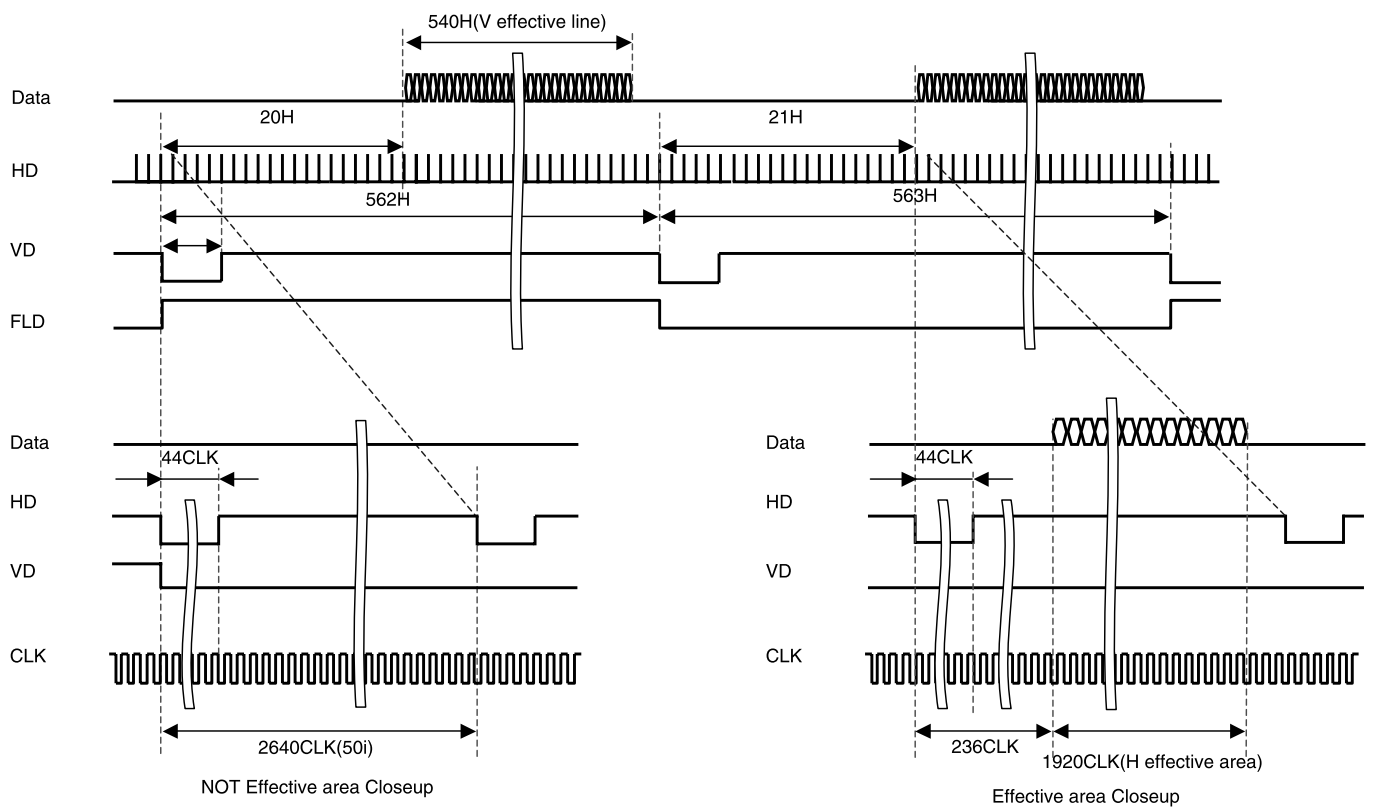 540H(V effective line)
Data
20H
21H
HD
562H
563H
VD
FLD
Data
44CLK
HD
VD
CLK
2640CLK(50i)
NOT Effective area Closeup
Data
44CLK
HD
VD
CLK
236CLK
1920CLK(H effective area)
Effective area Closeup